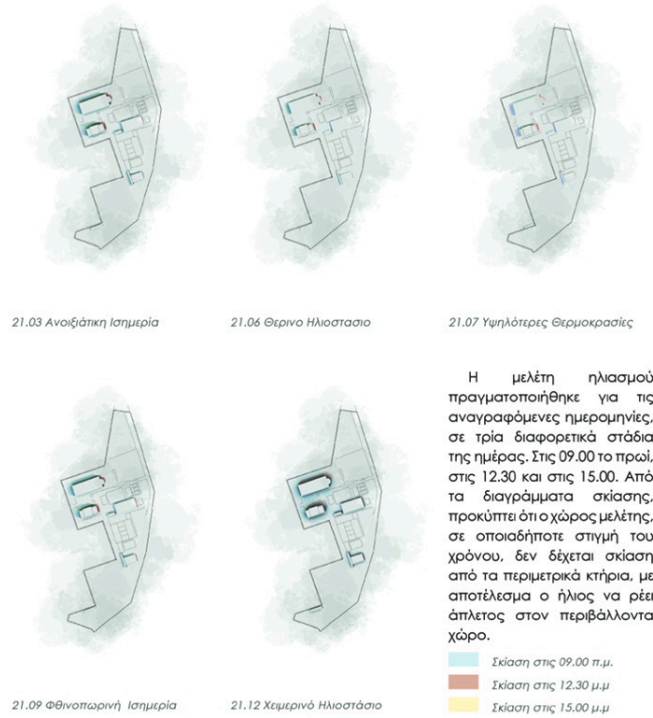 21.03 Ανοιξιάτικη Ισημερία
21.06 Θερινο Ηλιοστασιο
21.07 Υψηλότερες Θερμοκρασίες
Η μελέτη ηλιασμού
πραγματοποιήθηκε για τις
αναγραφόμενες ημερομηνίες,
σε τρία διαφορετικά στάδια
της ημέρας. Στις 09.00 το πρωί,
στις 12.30 και στις 15.00. Από
τα διαγράμματα σκίασης,
προκύπτει ότι ο χώρος μελέτης,
σε οποιαδήποτε στιγμή του
χρόνου, δεν δέχεται σκίαση
από τα περιμετρικά κτήρια, με
αποτέλεσμα ο ήλιος να ρέει
άπλετος στον περιβάλλοντα
χώρο.
Σκίαση στις 09.00 π.μ.
Σκίαση στις 12.30 μ.μ
Σκίαση στις 15.00 μ.μ
21.09 Φθινοπωρινή Ισημερία
21.12 Χειμερινό Ηλιοστάσιο